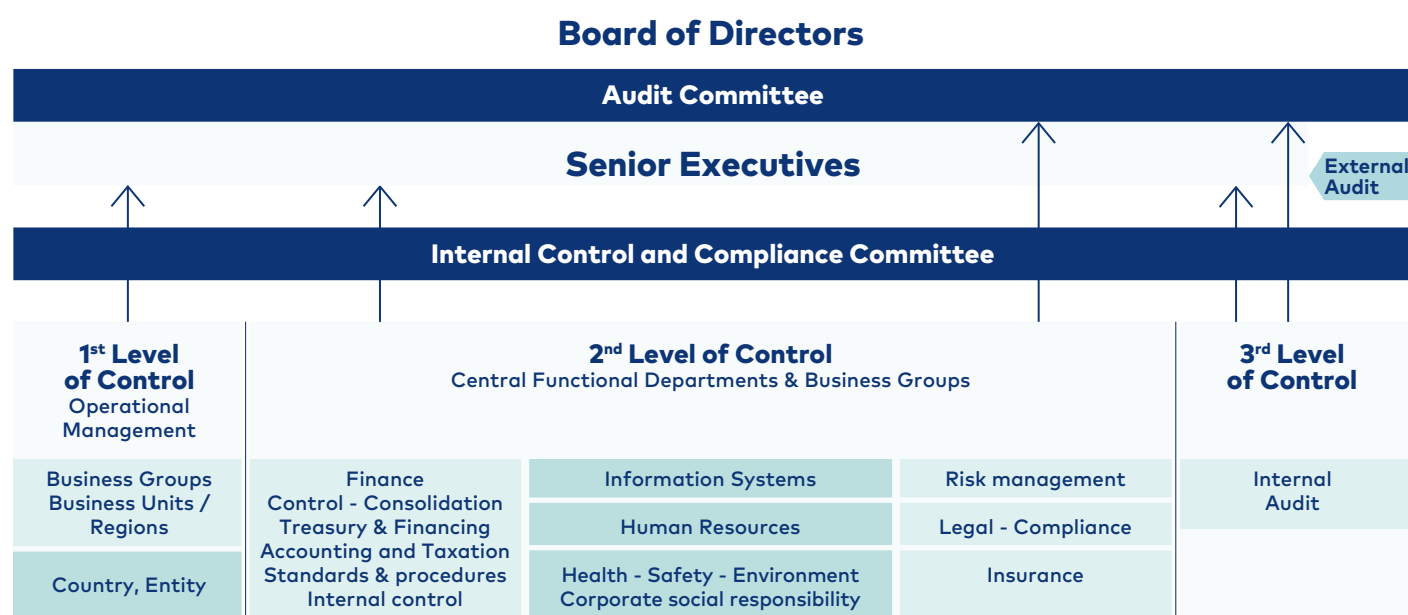 Board of Directors
Audit Committee
Senior Executives
External
Audit
Internal Control and Compliance Committee
1st Level
of Control
Operational
Management
2nd Level of Control
Central Functional Departments & Business Groups
3rd Level
of Control
Business Groups
Business Units /
Regions
Country, Entity
Finance
Control - Consolidation
Treasury & Financing
Accounting and Taxation
Standards & procedures
Internal control
Information Systems
Human Resources
Health - Safety - Environment
Corporate social responsibility
Risk management
Legal - Compliance
Insurance
Internal
Audit